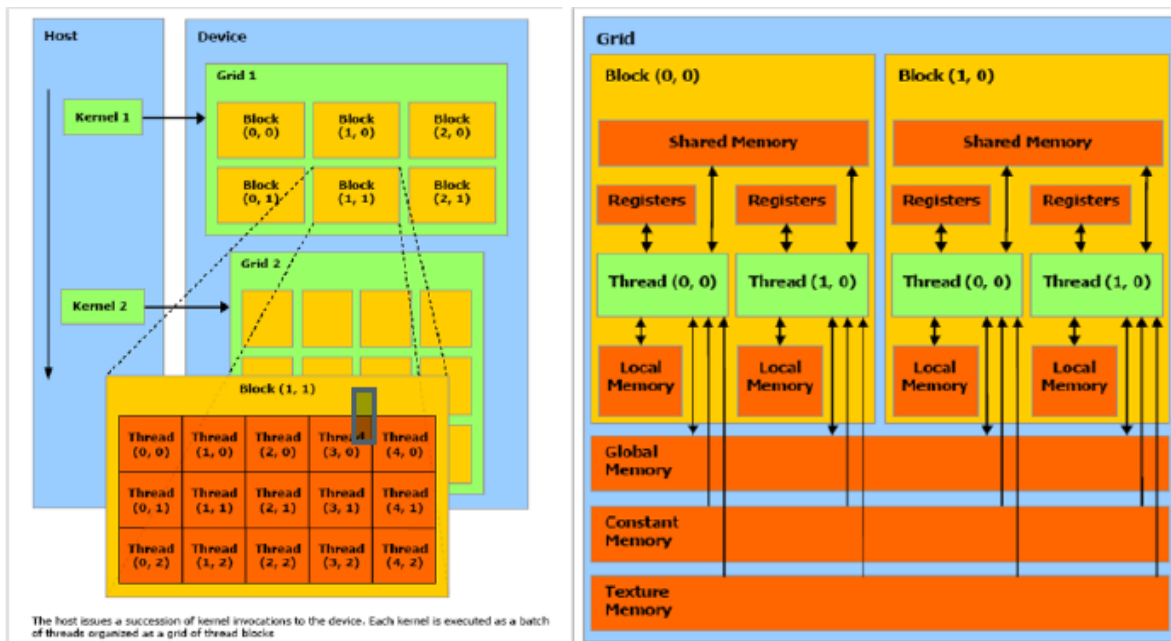 Host
Device
Grid 1
Kernel 1
Block
(0, 0)
Block
(1, 0)
Block
(2, 0)
Block
(0, 1)
Block
(1, 1)
Block
(2, 1)
Grid 2
Kernel 2
Block (1, 1)
Thread
(0, 0)
Thread
(1, 0)
Thread
(2, 0)
Thread
(3, 0)
Thread
(4, 0)
Thread
(0, 1)
Thread
(1, 1)
Thread
(2, 1)
Thread
(3, 1)
Thread
(4, 1)
Thread
(0, 2)
Thread
(1, 2)
Thread
(2, 2)
Thread
(3, 2)
Thread
(4, 2)
The host issues a succession of kernel invocations to the device. Each kernel is executed as a batch
of threads organized as a grid of thread blocks
Grid
Block (0, 0)
Shared Memory
Registers
Registers
Thread (0, 0)
Thread (1, 0)
Local
Memory
Local
Memory
Block (1, 0)
Shared Memory
Registers
Registers
Thread (0, 0)
Thread (1, 0)
Local
Memory
Local
Memory
Global
Memory
Constant
Memory
Texture
Memory